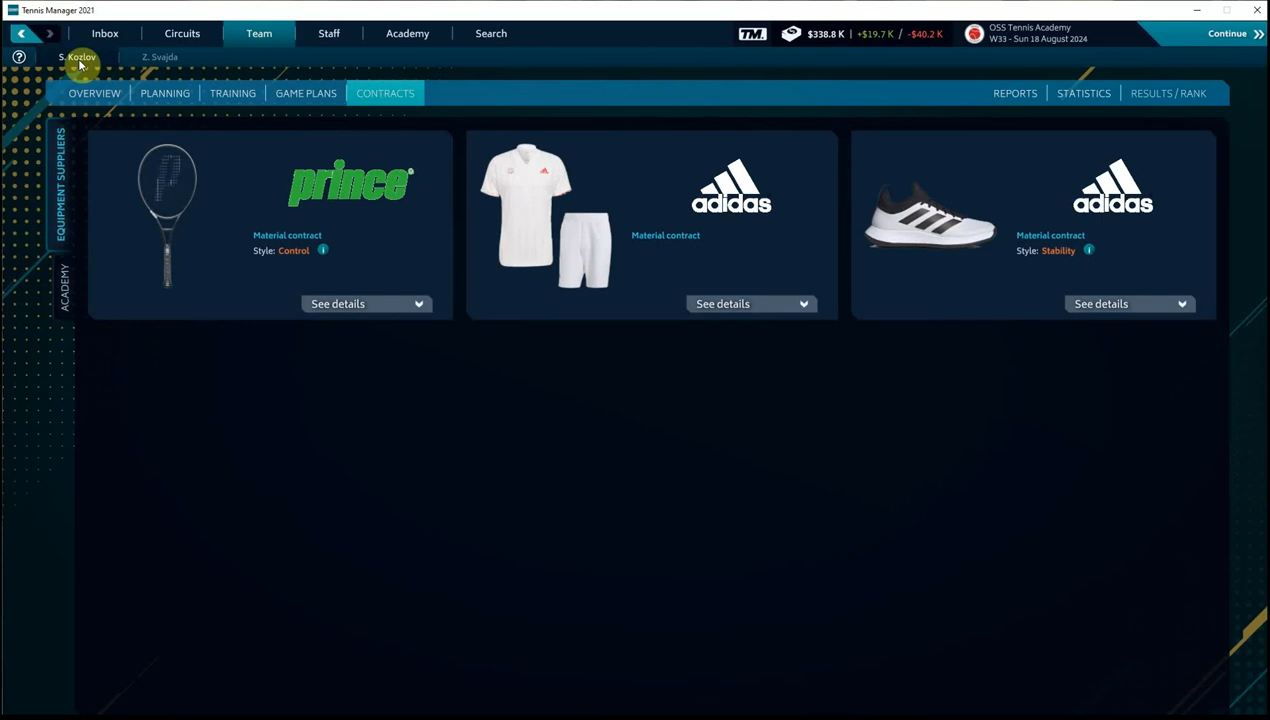 Tennis Manager 2021
Inbox
Circuits
Team
Staff
Academy
Search
TM.
$338.8 K
+$19.7 K / -$40.2 K
OSS Tennis Academy
W33 - Sun 18 August 2024
Continue
S. Kozlov
Z. Svajda
OVERVIEW
PLANNING
TRAINING
GAME PLANS
CONTRACTS
REPORTS
STATISTICS
RESULTS / RANK
EQUIPMENT SUPPLIERS
ACADEMY
prince
Material contract
Style: Control
See details
adidas
Material contract
See details
adidas
Material contract
Style: Stability
See details